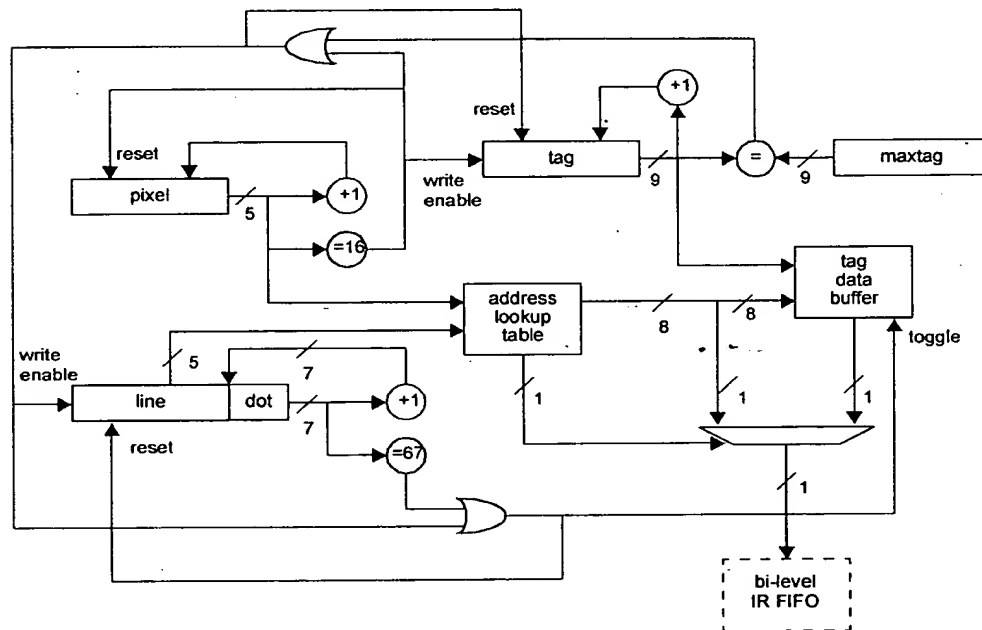 reset
+1
reset
tag
=
maxtag
9
9
write
enable
pixel
5
+1
=16
address
lookup
table
tag
data
buffer
8
8
toggle
write
enable
5
7
1
1
1
line
dot
7
+1
reset
=67
1
bi-level
IR FIFO